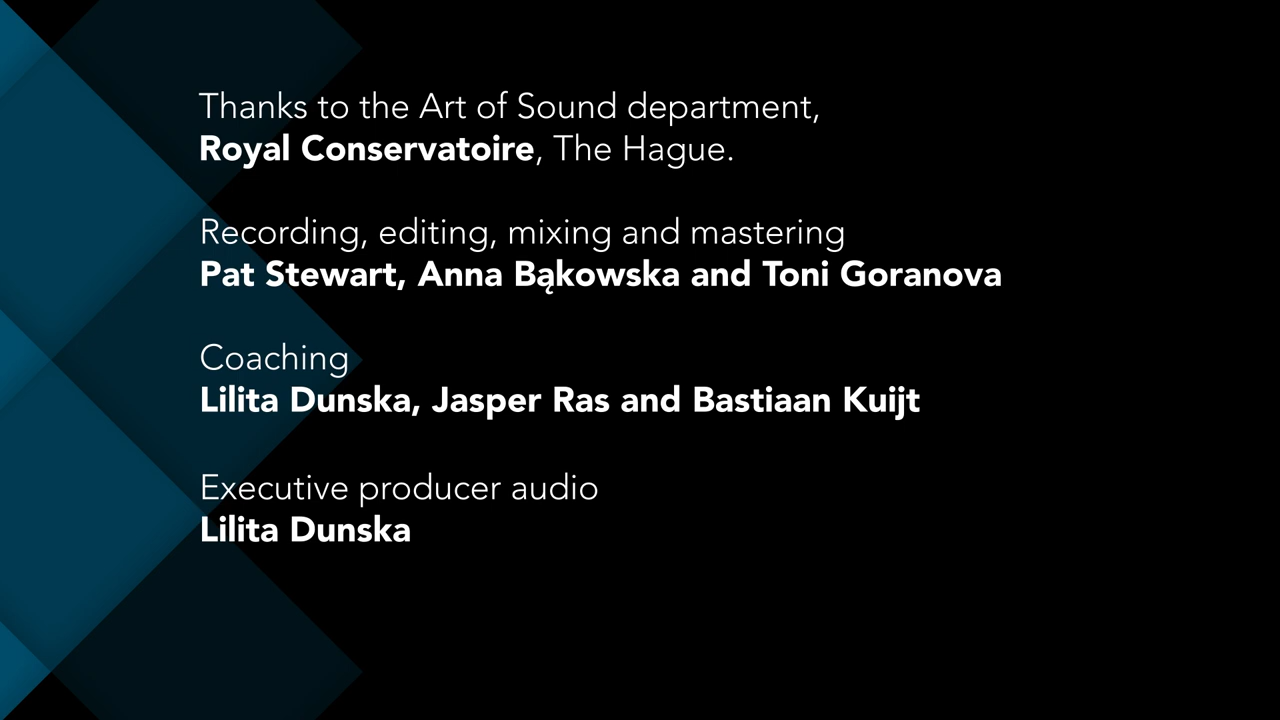 Thanks to the Art of Sound department,
Royal Conservatoire, The Hague.
Recording, editing, mixing and mastering
Pat Stewart, Anna Bąkowska and Toni Goranova
Coaching
Lilita Dunska, Jasper Ras and Bastiaan Kuijt
Executive producer audio
Lilita Dunska